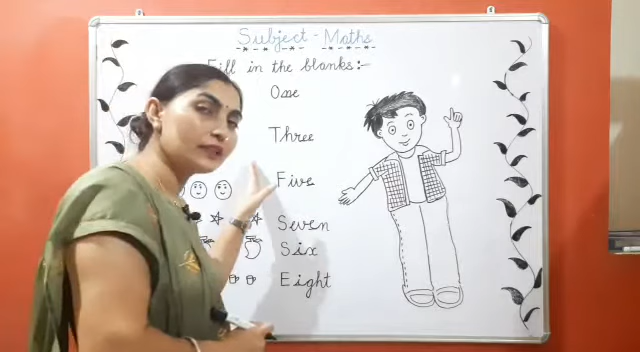 Subject - Maths
Fill in the blanks:-
One
Three
Five
Seven
Six
Eight